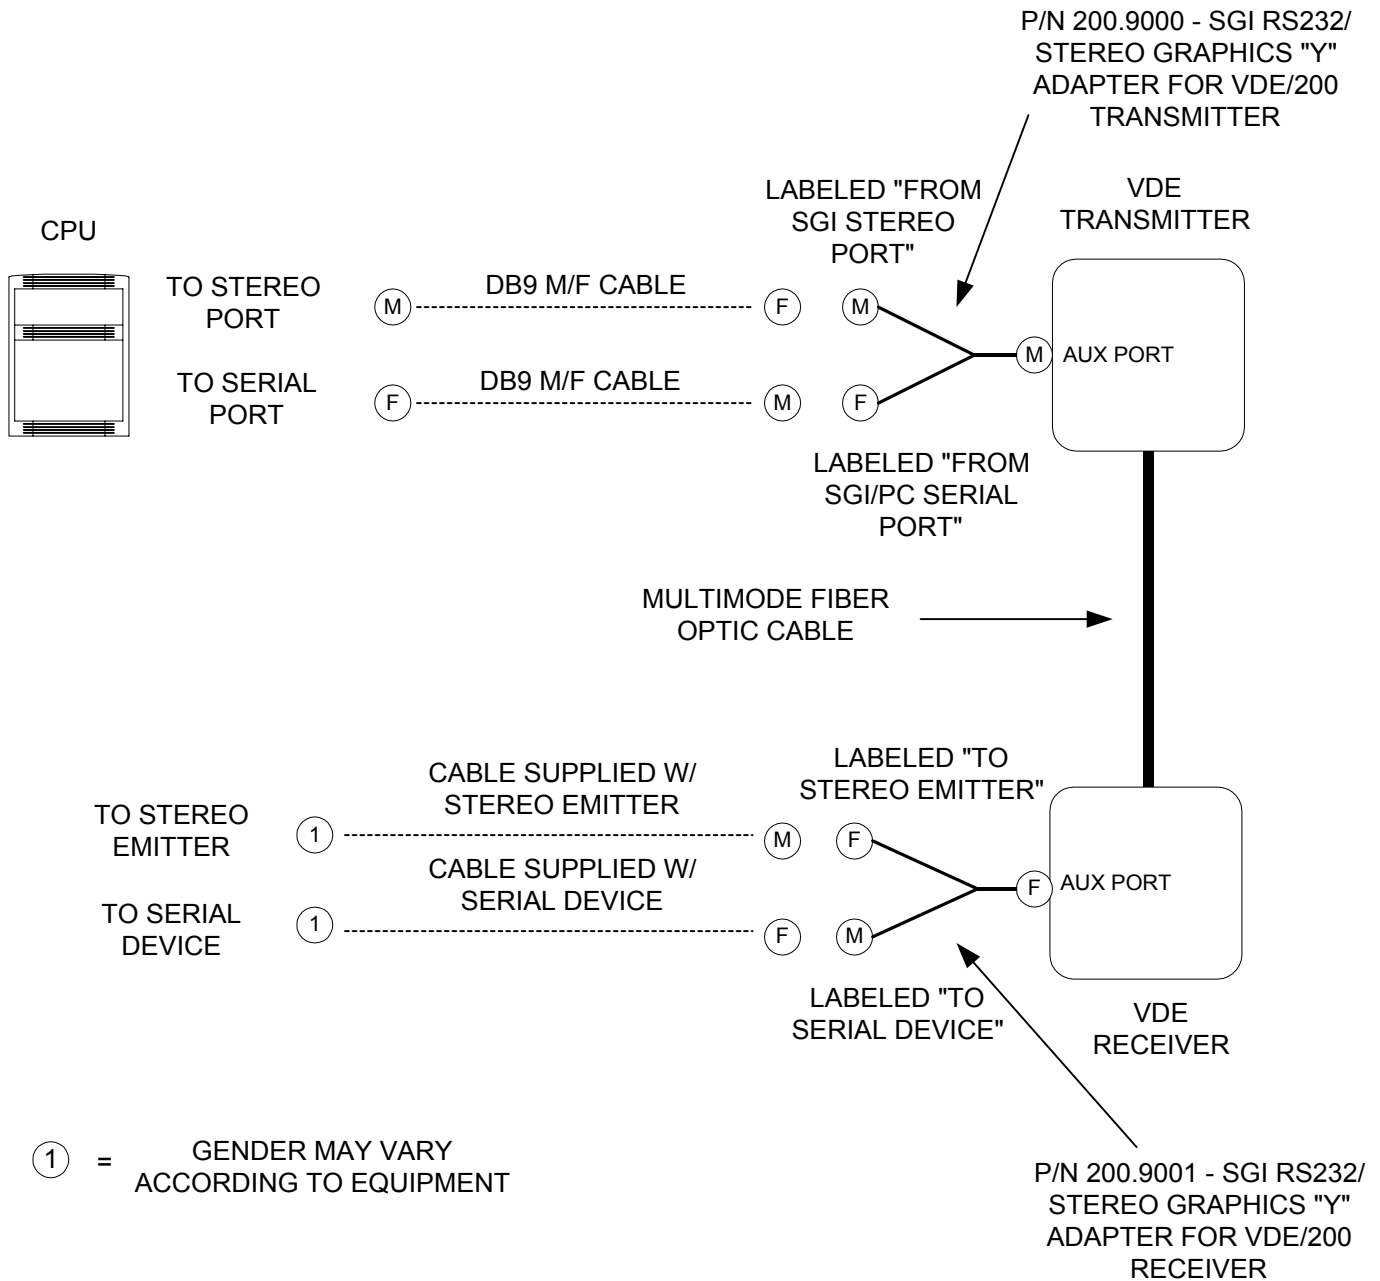 P/N 200.9000 - SGI RS232/
STEREO GRAPHICS "Y"
ADAPTER FOR VDE/200
TRANSMITTER
LABELED "FROM
SGI STEREO
PORT"
VDE
TRANSMITTER
CPU
TO STEREO
PORT
M
DB9 M/F CABLE
F
M
M
AUX PORT
TO SERIAL
PORT
F
DB9 M/F CABLE
M
F
LABELED "FROM
SGI/PC SERIAL
PORT"
MULTIMODE FIBER
OPTIC CABLE
LABELED "TO
STEREO EMITTER"
CABLE SUPPLIED W/
STEREO EMITTER
TO STEREO
EMITTER
1
M
F
F
AUX PORT
CABLE SUPPLIED W/
SERIAL DEVICE
TO SERIAL
DEVICE
1
F
M
LABELED "TO
SERIAL DEVICE"
VDE
RECEIVER
1 = GENDER MAY VARY
ACCORDING TO EQUIPMENT
P/N 200.9001 - SGI RS232/
STEREO GRAPHICS "Y"
ADAPTER FOR VDE/200
RECEIVER